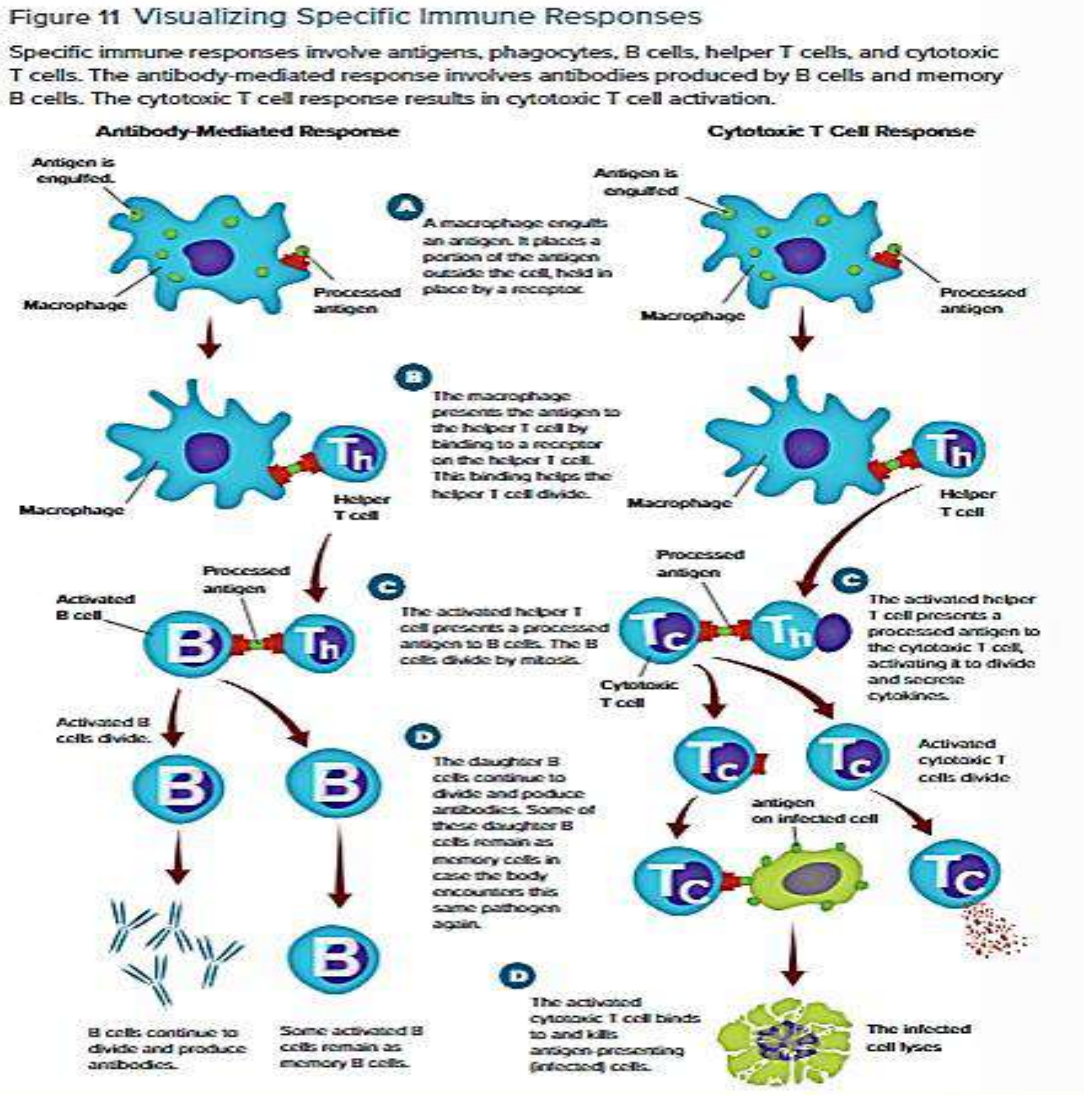 Figure 11 Visualizing Specific Immune Responses
Specific immune responses involve antigens, phagocytes, B cells, helper T cells, and cytotoxic
T cells. The antibody-mediated response involves antibodies produced by B cells and memory
B cells. The cytotoxic T cell response results in cytotoxic T cell activation.
Antibody-Mediated Response
Antigen is
engulfed.
Macrophage
Processed
antigen
A
A macrophage engulfs
an antigen. It places a
portion of the antigen
outside the cell, held in
place by a receptor.
Cytotoxic T Cell Response
Antigen is
engulfed
Macrophage
Processed
antigen
B
The macrophage
presents the antigen to
the helper T cell by
binding to a receptor
on the helper T cell.
This binding helps the
helper T cell divide.
Th
Helper
T cell
Macrophage
Th
Helper
T cell
Macrophage
Processed
antigen
Activated
B cell
B
Th
C
The activated helper T
cell presents a processed
antigen to B cells. The B
cells divide by mitosis.
Processed
antigen
Tc
Th
Cytotoxic
T cell
C
The activated helper
T cell presents a
processed antigen to
the cytotoxic T cell,
activating it to divide
and secrete
cytokines.
Activated B
cells divide.
B
B
D
The daughter B
cells continue to
divide and poduce
antibodies. Some of
these daughter B
cells remain as
memory cells in
case the body
encounters this
same pathogen
again.
B
B cells continue to
divide and produce
antibodies.
Some activated B
cells remain as
memory B cells.
Tc
Tc
Activated
cytotoxic T
cells divide
antigen
on infected cell
Tc
Tc
D
The activated
cytotoxic T cell binds
to and kills
antigen-presenting
(infected) cells.
The infected
cell lyses